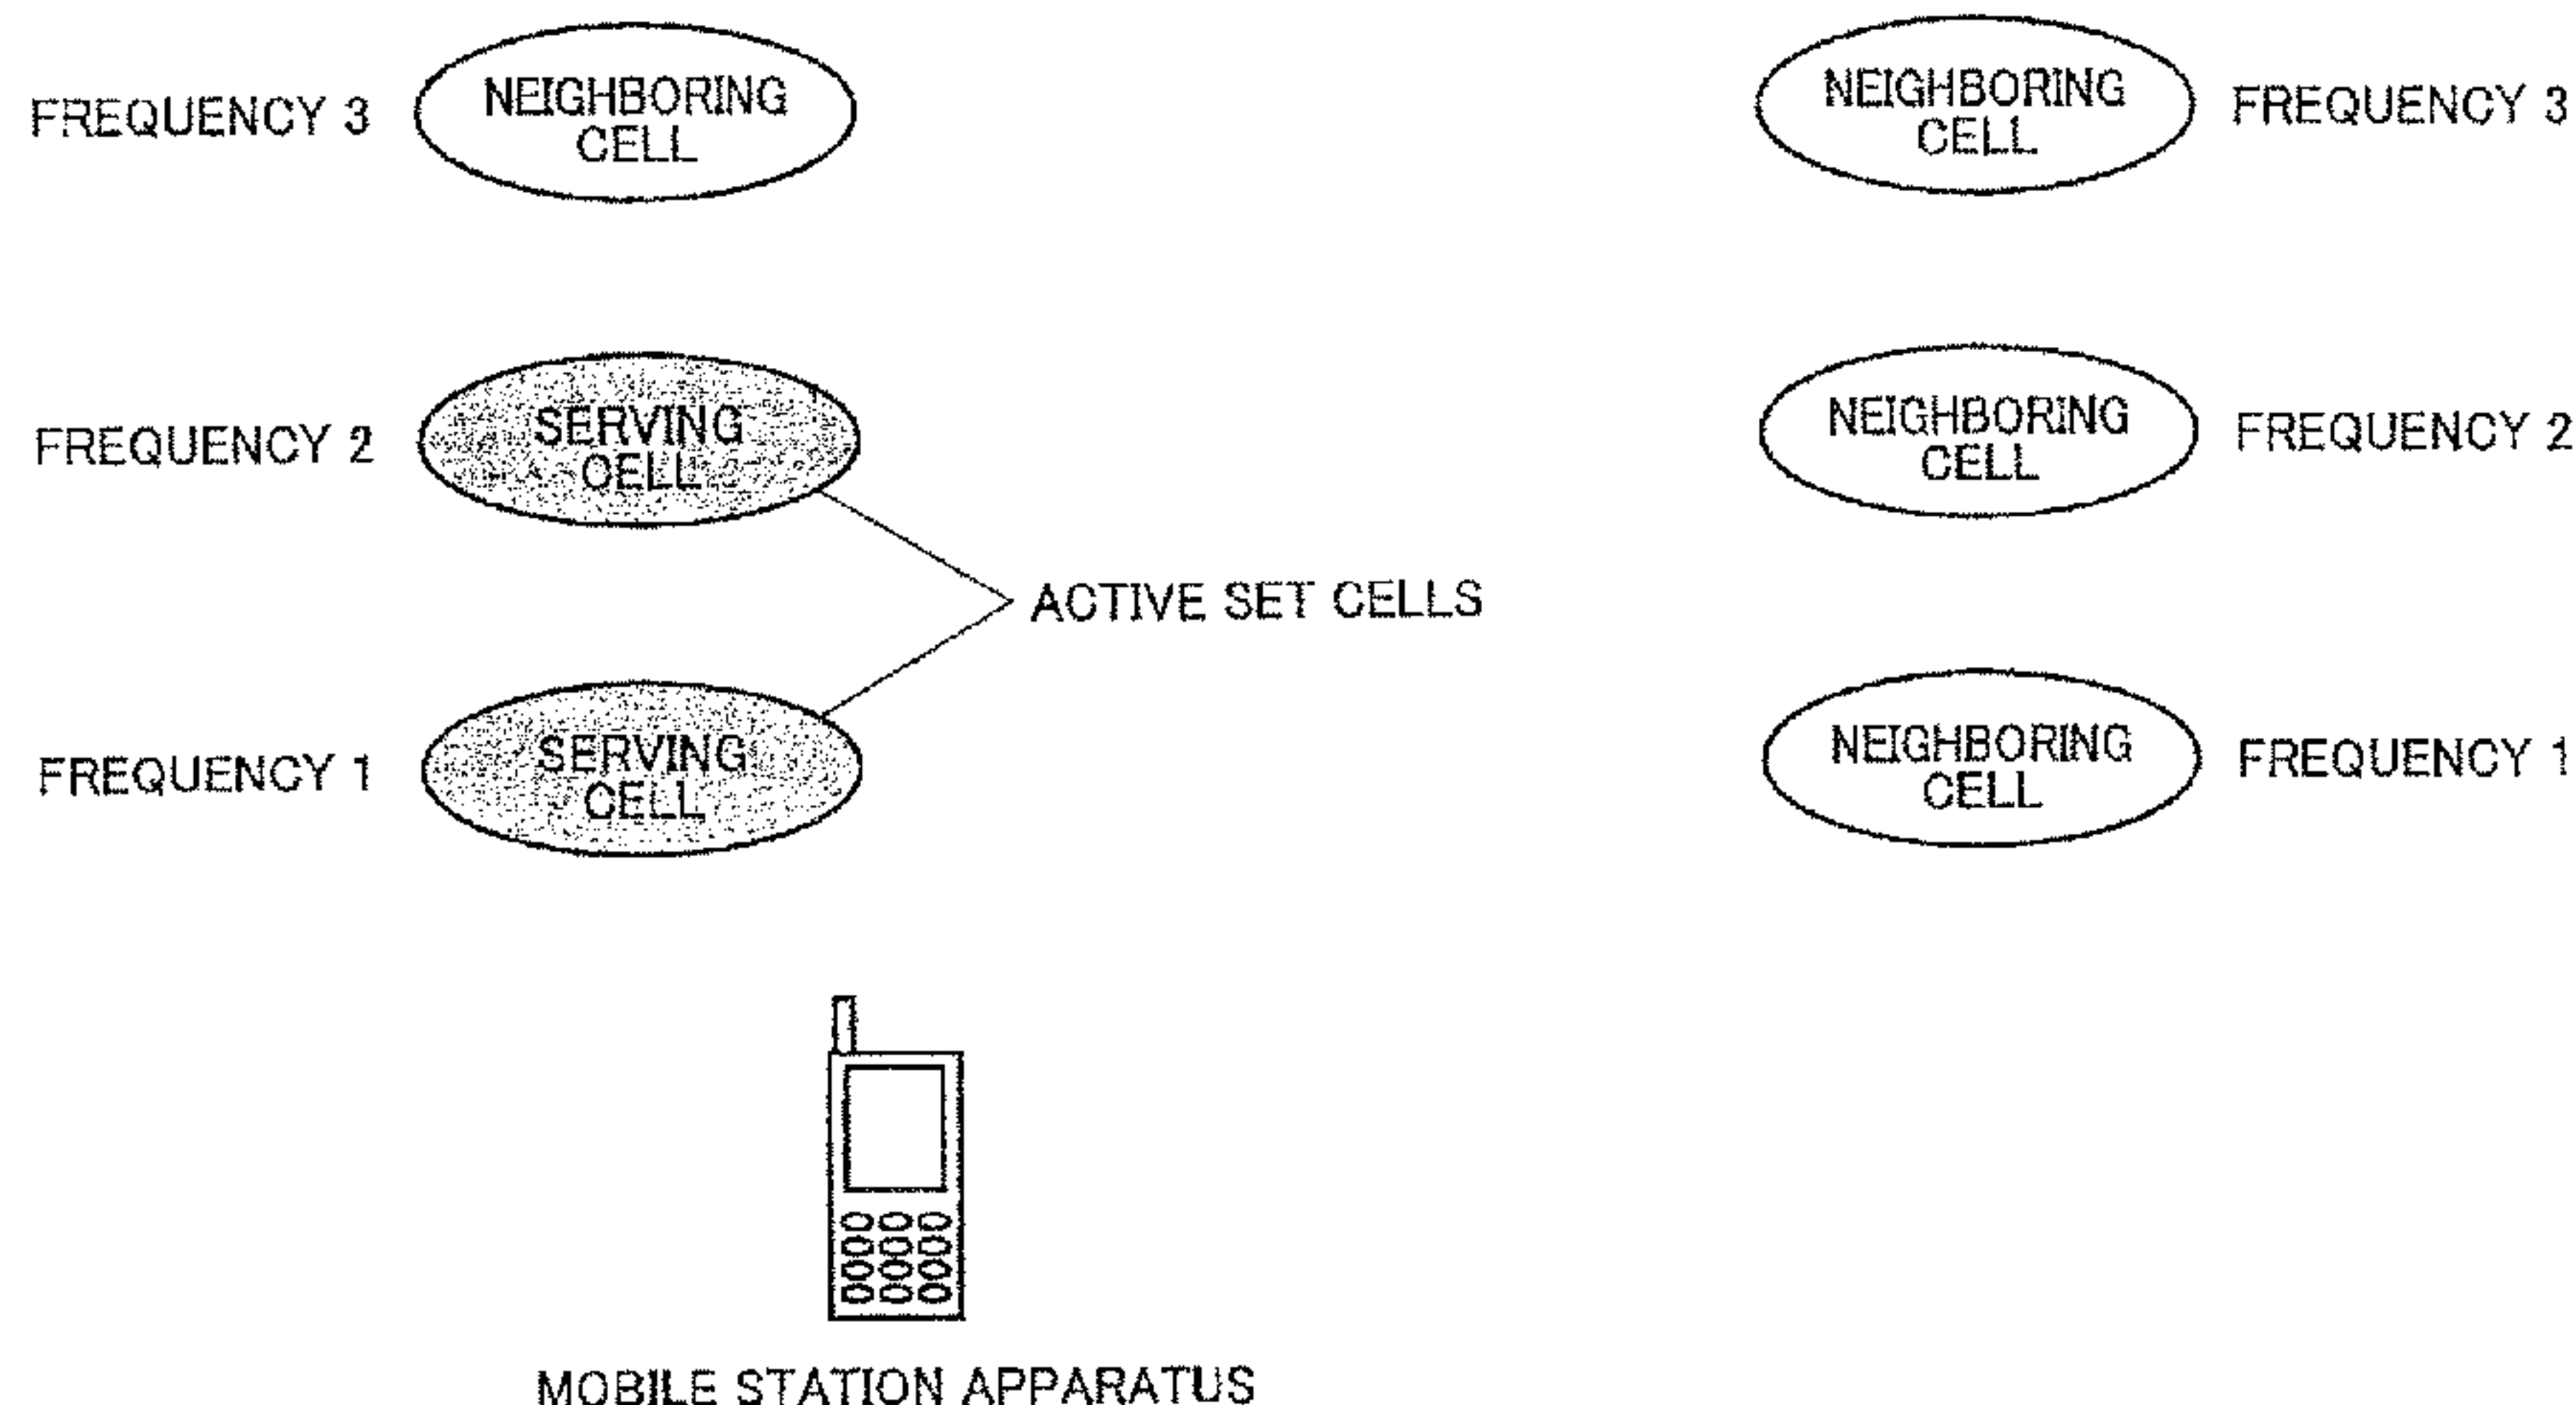 FREQUENCY 3
NEIGHBORING
CELL
NEIGHBORING
CELL
FREQUENCY 3
FREQUENCY 2
SERVING
CELL
NEIGHBORING
CELL
FREQUENCY 2
ACTIVE SET CELLS
FREQUENCY 1
SERVING
CELL
NEIGHBORING
CELL
FREQUENCY 1
MOBILE STATION APPARATUS